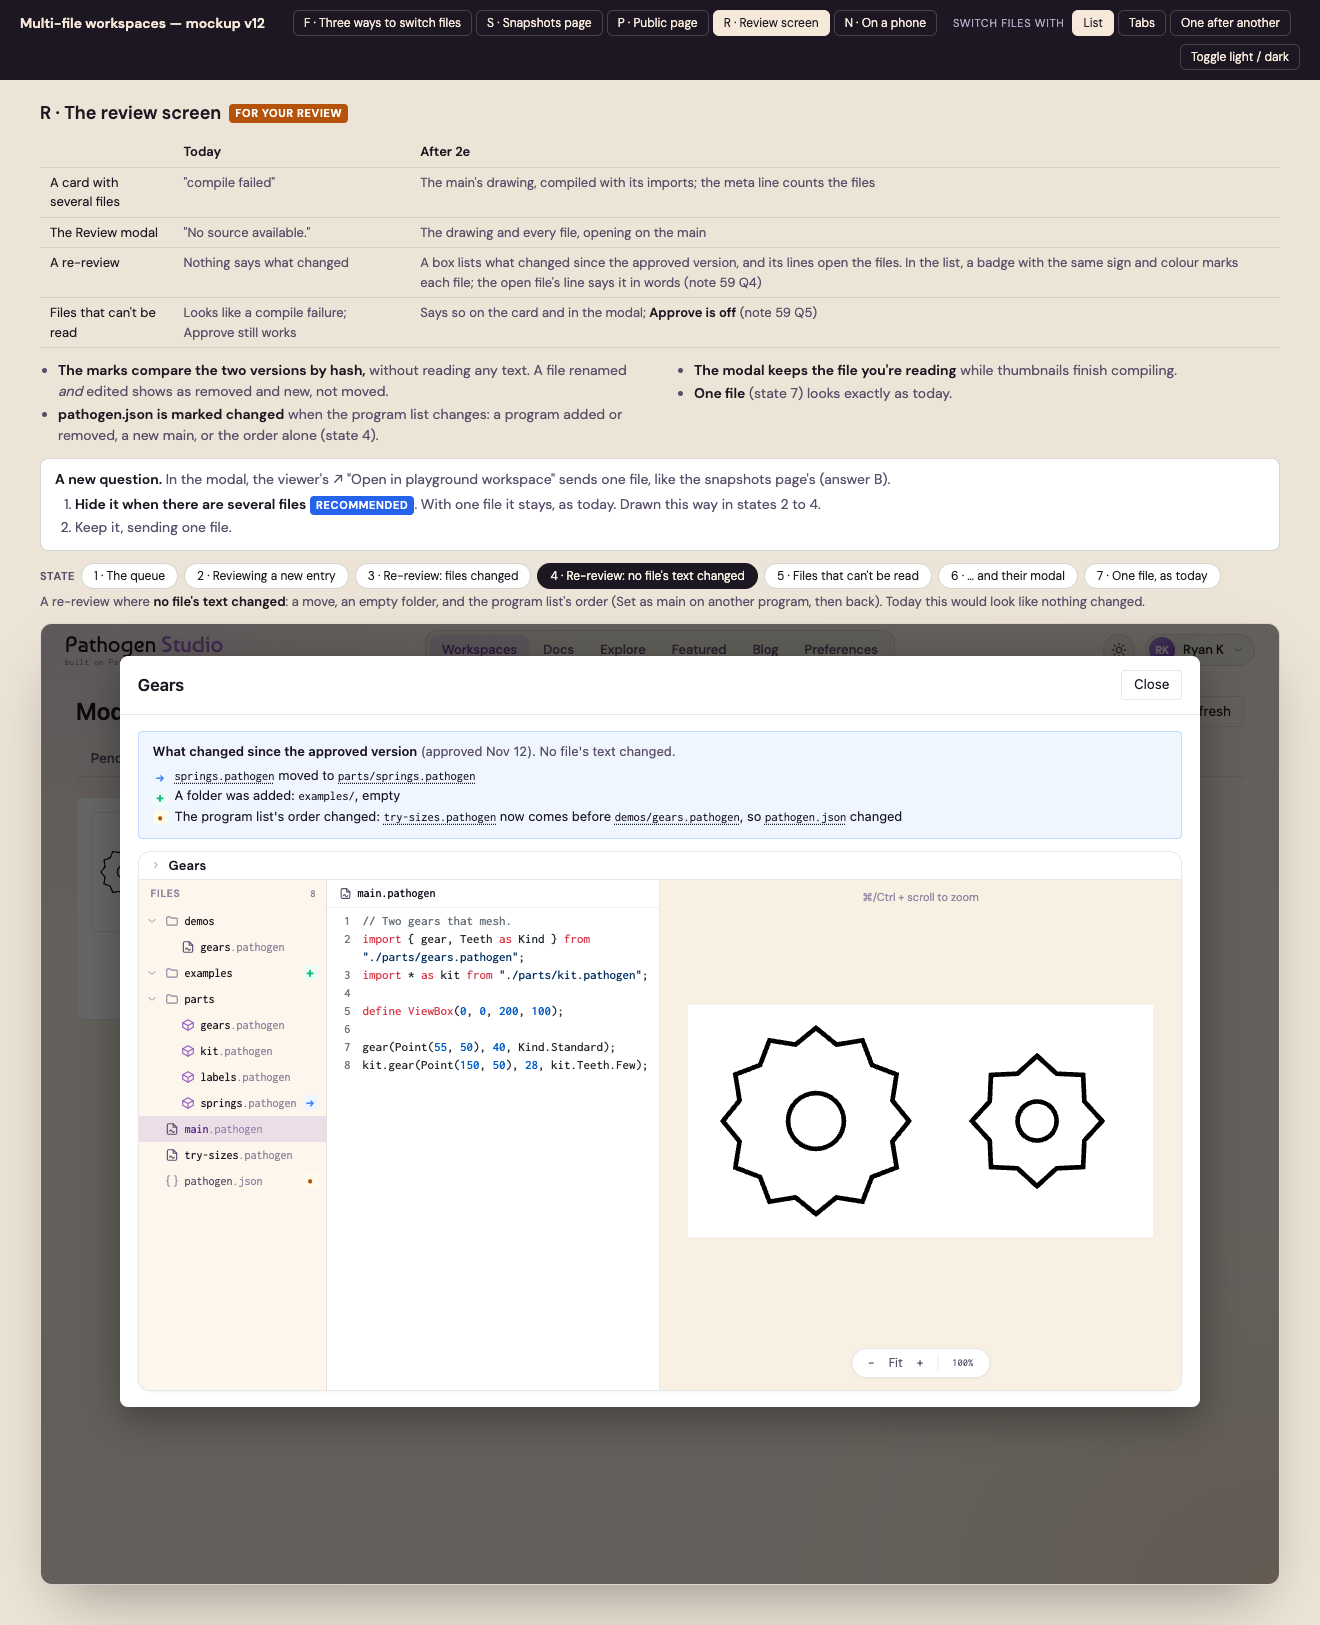 Multi-file workspaces — mockup v12
F · Three ways to switch files
S · Snapshots page
P · Public page
R · Review screen
N · On a phone
SWITCH FILES WITH
List
Tabs
One after another
Toggle light / dark
R · The review screen FOR YOUR REVIEW
Today After 2e
A card with several files "compile failed" The main's drawing, compiled with its imports; the meta line counts the files
The Review modal "No source available." The drawing and every file, opening on the main
A re-review Nothing says what changed A box lists what changed since the approved version, and its lines open the files. In the list, a badge with the same sign and colour marks
each file; the open file's line says it in words (note 59 Q4)
Files that can't be read Looks like a compile failure; Approve still works Says so on the card and in the modal; Approve is off (note 59 Q5)
• The marks compare the two versions by hash, without reading any text. A file renamed
and edited shows as removed and new, not moved.
• pathogen.json is marked changed when the program list changes: a program added or
removed, a new main, or the order alone (state 4).
• The modal keeps the file you're reading while thumbnails finish compiling.
• One file (state 7) looks exactly as today.
A new question. In the modal, the viewer's ↗ "Open in playground workspace" sends one file, like the snapshots page's (answer B).
1. Hide it when there are several files RECOMMENDED. With one file it stays, as today. Drawn this way in states 2 to 4.
2. Keep it, sending one file.
STATE
1 · The queue
2 · Reviewing a new entry
3 · Re-review: files changed
4 · Re-review: no file's text changed
5 · Files that can't be read
6 · … and their modal
7 · One file, as today
A re-review where no file's text changed: a move, an empty folder, and the program list's order (Set as main on another program, then back). Today this would look like nothing changed.
Pathogen Studio
built on Pa
Workspaces Docs Explore Featured Blog Preferences
RK Ryan K
Mod
fresh
Pend
Gears
Close
What changed since the approved version (approved Nov 12). No file's text changed.
→ springs.pathogen moved to parts/springs.pathogen
+ A folder was added: examples/, empty
• The program list's order changed: try-sizes.pathogen now comes before demos/gears.pathogen, so pathogen.json changed
Gears
FILES 8
demos
gears.pathogen
examples +
parts
gears.pathogen
kit.pathogen
labels.pathogen
springs.pathogen →
main.pathogen
try-sizes.pathogen
{} pathogen.json •
main.pathogen
1 // Two gears that mesh.
2 import { gear, Teeth as Kind } from
"./parts/gears.pathogen";
3 import * as kit from "./parts/kit.pathogen";
4
5 define ViewBox(0, 0, 200, 100);
6
7 gear(Point(55, 50), 40, Kind.Standard);
8 kit.gear(Point(150, 50), 28, kit.Teeth.Few);
⌘/Ctrl + scroll to zoom
− Fit + 100%